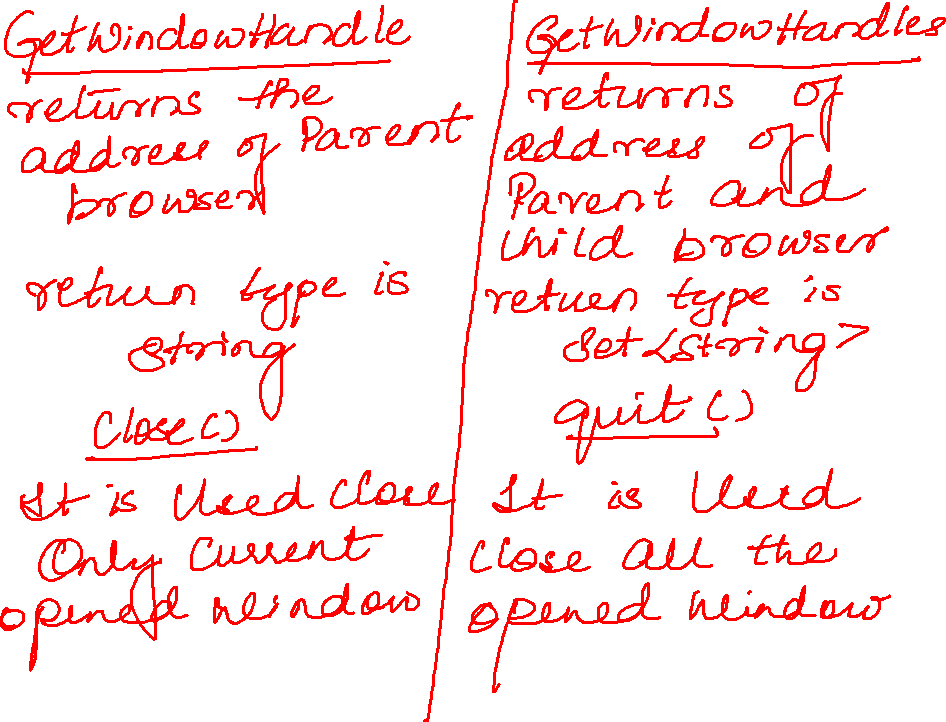 GetWindowHandle
returns the
address of Parent
browser
return type is
String
Close()
It is Used Close
Only Current
opened window
GetWindowHandles
returns of
address of
Parent and
Child browser
return type is
Set<String>
quit()
It is Used
Close all the
opened window